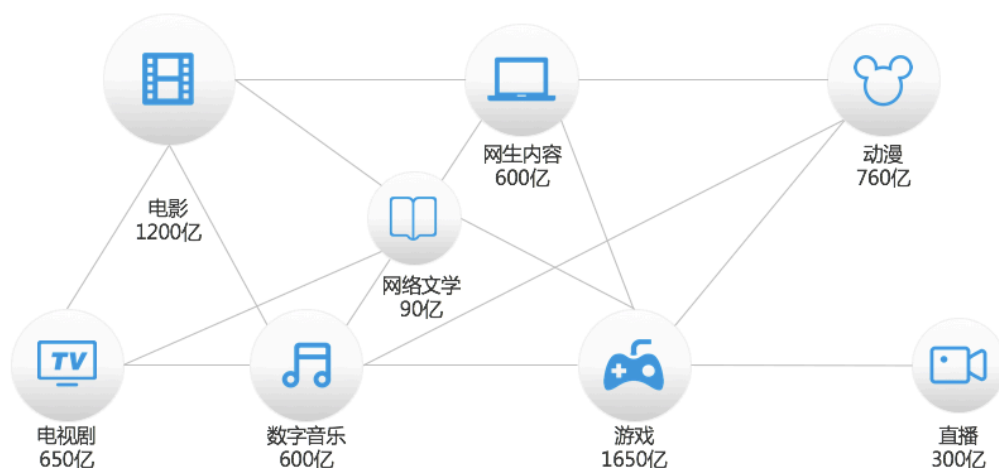 网生内容
600亿
动漫
760亿
电影
1200亿
网络文学
90亿
TV
电视剧
650亿
数字音乐
600亿
游戏
1650亿
直播
300亿